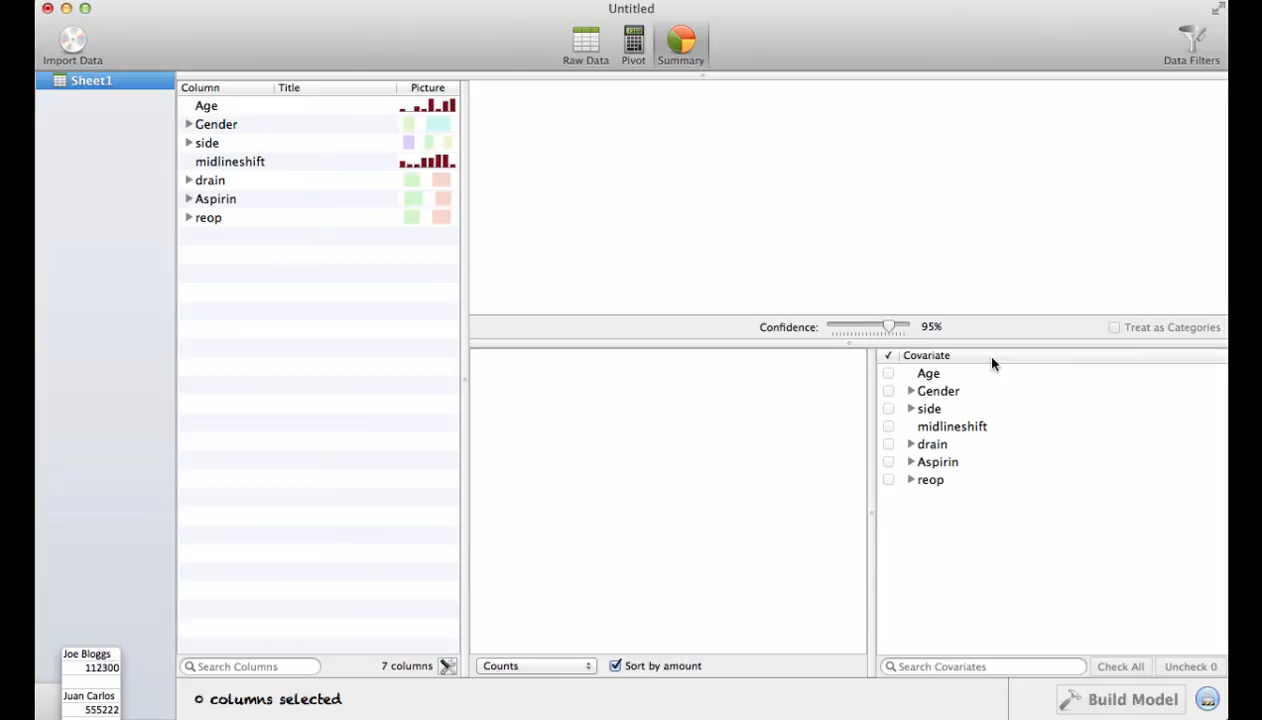 Untitled
Import Data
Raw Data
Pivot
Summary
Data Filters
Sheet1
Column Title Picture
Age
Gender
side
midlineshift
drain
Aspirin
reop
Confidence: 95% Treat as Categories
✓ Covariate
Age
Gender
side
midlineshift
drain
Aspirin
reop
Joe Bloggs
112300
Juan Carlos
555222
Search Columns 7 columns
Counts Sort by amount
Search Covariates Check All Uncheck 0
0 columns selected
Build Model